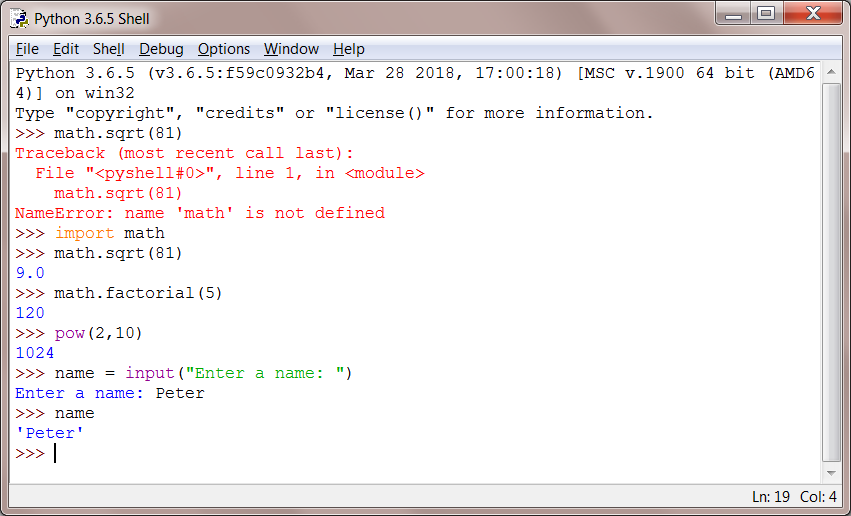 Python 3.6.5 Shell
File Edit Shell Debug Options Window Help
Python 3.6.5 (v3.6.5:f59c0932b4, Mar 28 2018, 17:00:18) [MSC v.1900 64 bit (AMD6
4)] on win32
Type "copyright", "credits" or "license()" for more information.
>>> math.sqrt(81)
Traceback (most recent call last):
  File "<pyshell#0>", line 1, in <module>
    math.sqrt(81)
NameError: name 'math' is not defined
>>> import math
>>> math.sqrt(81)
9.0
>>> math.factorial(5)
120
>>> pow(2,10)
1024
>>> name = input("Enter a name: ")
Enter a name: Peter
>>> name
'Peter'
>>>
Ln: 19 Col: 4